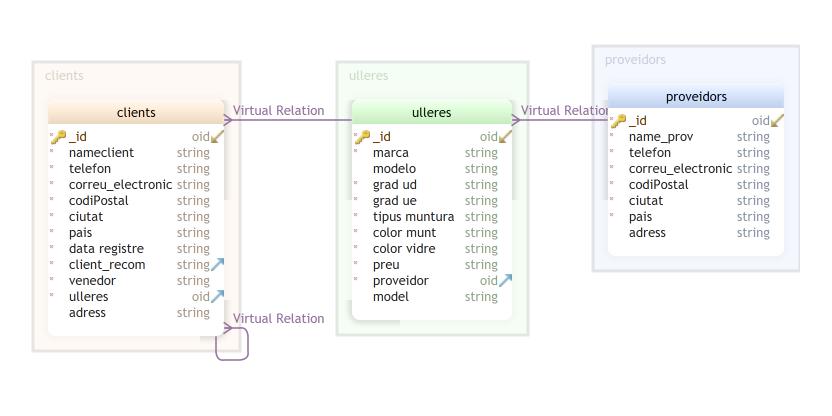 clients
clients
_id oid
nameclient string
telefon string
correu_electronic string
codiPostal string
ciutat string
pais string
data registre string
client_recom string
venedor string
ulleres oid
adress string
Virtual Relation
Virtual Relation
ulleres
ulleres
_id oid
marca string
modelo string
grad ud string
grad ue string
tipus muntura string
color munt string
color vidre string
preu string
proveidor oid
model string
Virtual Relation
proveidors
proveidors
_id oid
name_prov string
telefon string
correu_electronic string
codiPostal string
ciutat string
pais string
adress string